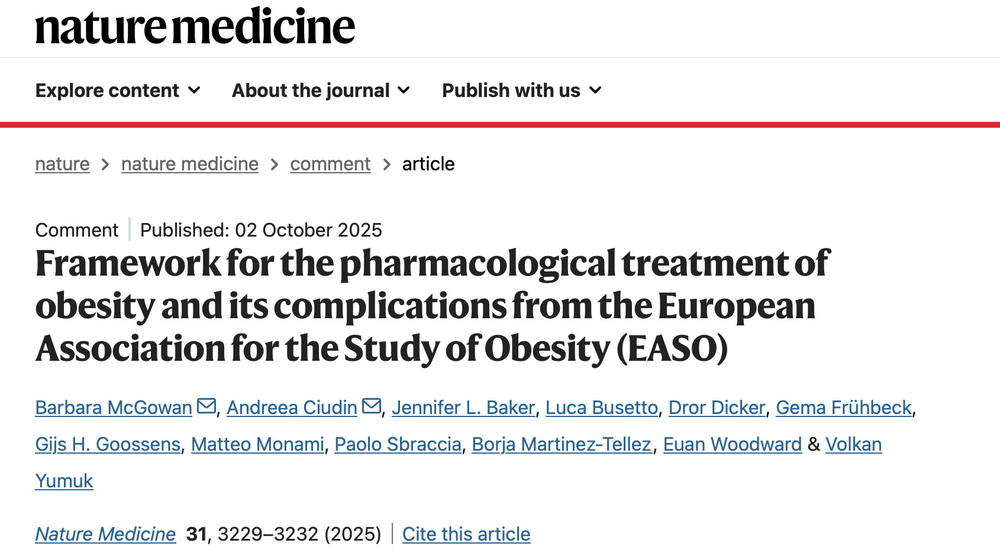 nature medicine
Explore content About the journal Publish with us
nature > nature medicine > comment > article
Comment | Published: 02 October 2025
Framework for the pharmacological treatment of
obesity and its complications from the European
Association for the Study of Obesity (EASO)
Barbara McGowan, Andreea Ciudin, Jennifer L. Baker, Luca Busetto, Dror Dicker, Gema Frühbeck,
Gijs H. Goossens, Matteo Monami, Paolo Sbraccia, Borja Martinez-Tellez, Euan Woodward & Volkan
Yumuk
Nature Medicine 31, 3229–3232 (2025) | Cite this article